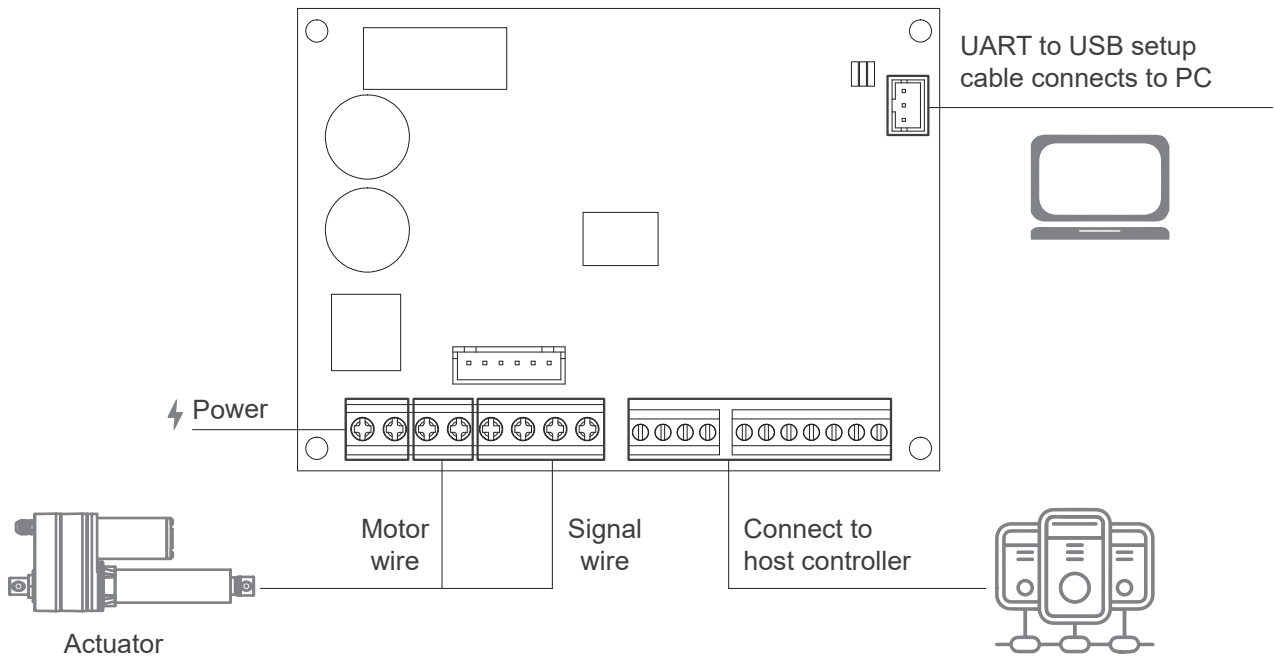 UART to USB setup
cable connects to PC
Power
Motor
wire
Signal
wire
Connect to
host controller
Actuator